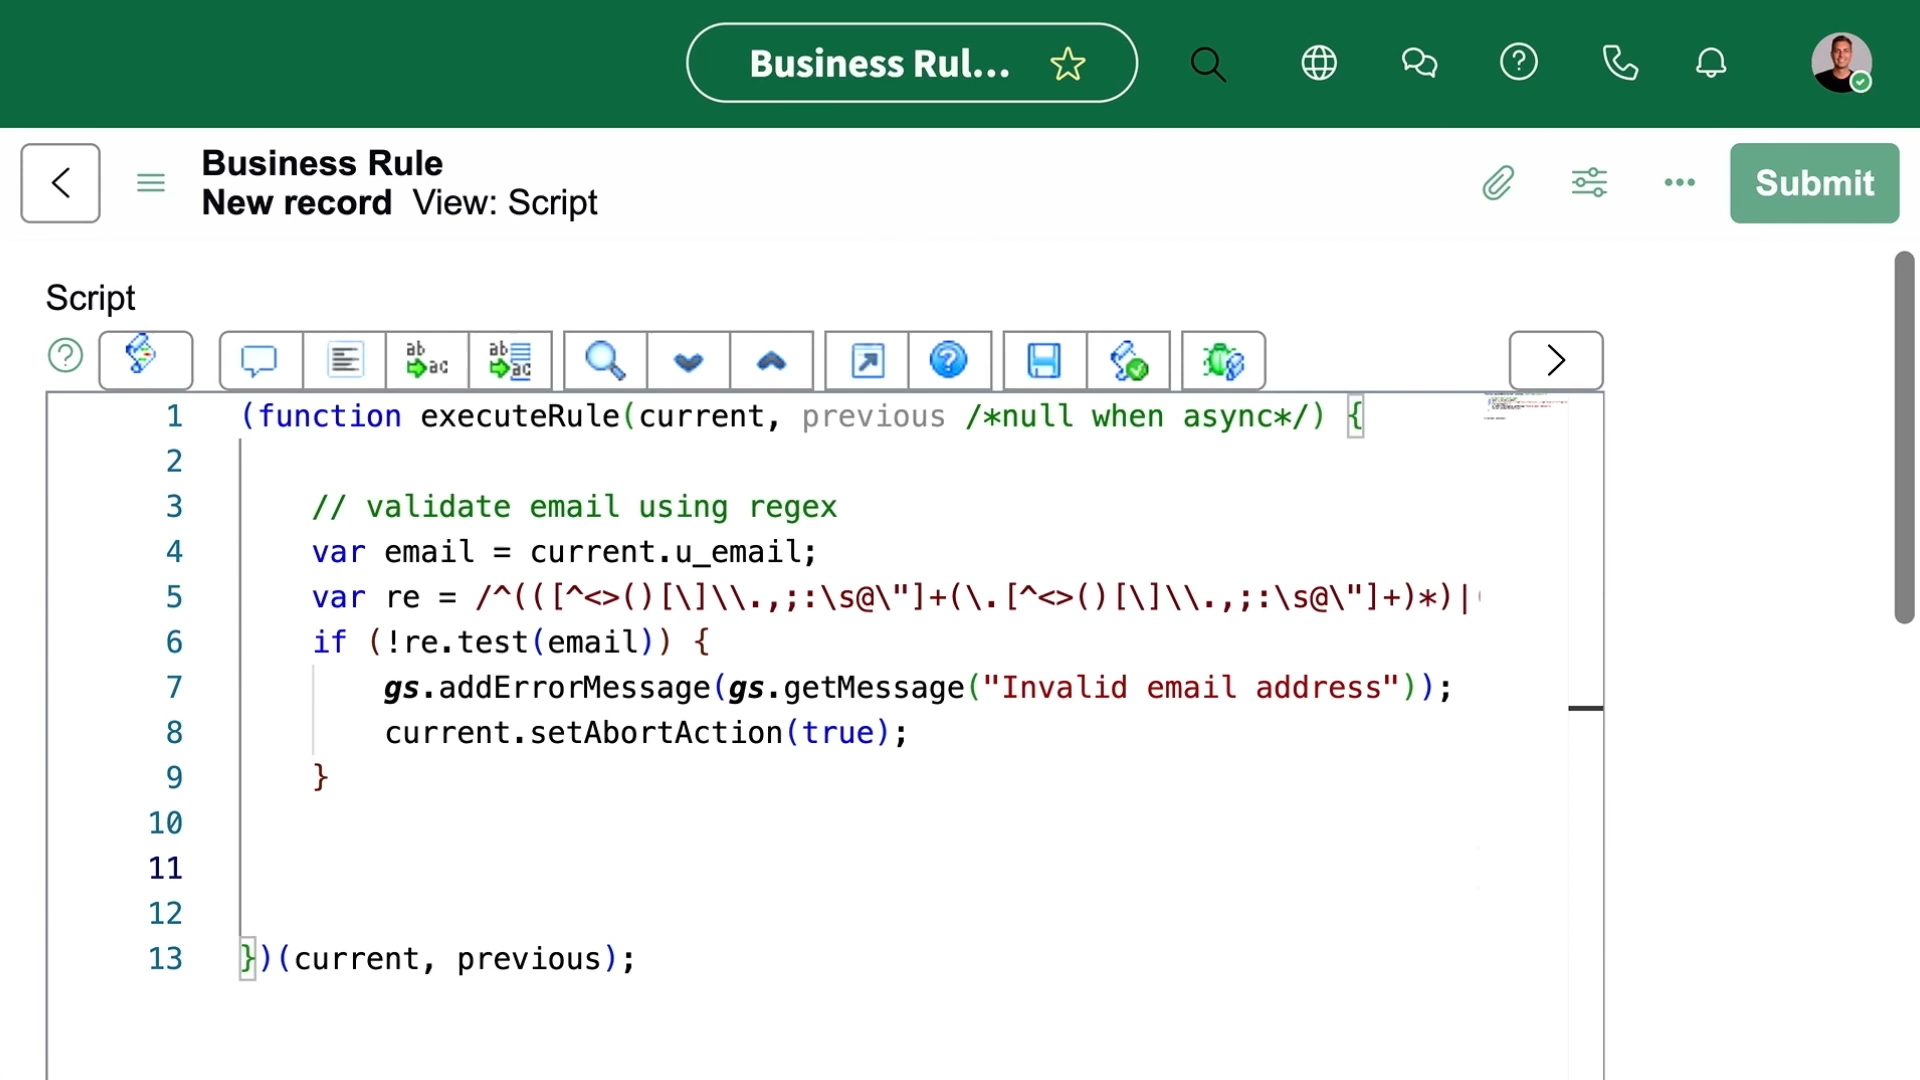 Business Rul...
Business Rule
New record View: Script
Submit
Script
1 (function executeRule(current, previous /*null when async*/) {
2
3 // validate email using regex
4 var email = current.u_email;
5 var re = /^(([^<>()[\]\\.,;:\s@\"]+(\.[^<>()[\]\\.,;:\s@\"]+)*)|
6 if (!re.test(email)) {
7 gs.addErrorMessage(gs.getMessage("Invalid email address"));
8 current.setAbortAction(true);
9 }
10
11
12
13 })(current, previous);